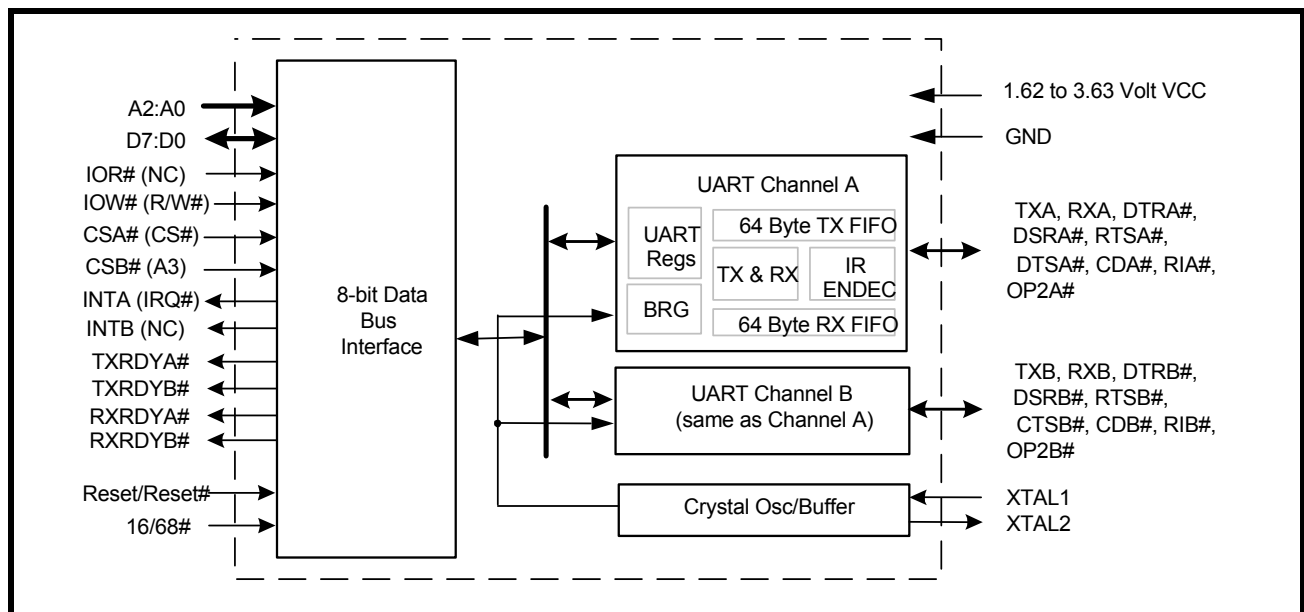 A2:A0
D7:D0
IOR# (NC)
IOW# (R/W#)
CSA# (CS#)
CSB# (A3)
INTA (IRQ#)
INTB (NC)
TXRDYA#
TXRDYB#
RXRDYA#
RXRDYB#
Reset/Reset#
16/68#
8-bit Data
Bus
Interface
UART Channel A
UART
Regs
BRG
64 Byte TX FIFO
TX & RX
IR
ENDEC
64 Byte RX FIFO
UART Channel B
(same as Channel A)
Crystal Osc/Buffer
1.62 to 3.63 Volt VCC
GND
TXA, RXA, DTRA#,
DSRA#, RTSA#,
DTSA#, CDA#, RIA#,
OP2A#
TXB, RXB, DTRB#,
DSRB#, RTSB#,
CTSB#, CDB#, RIB#,
OP2B#
XTAL1
XTAL2